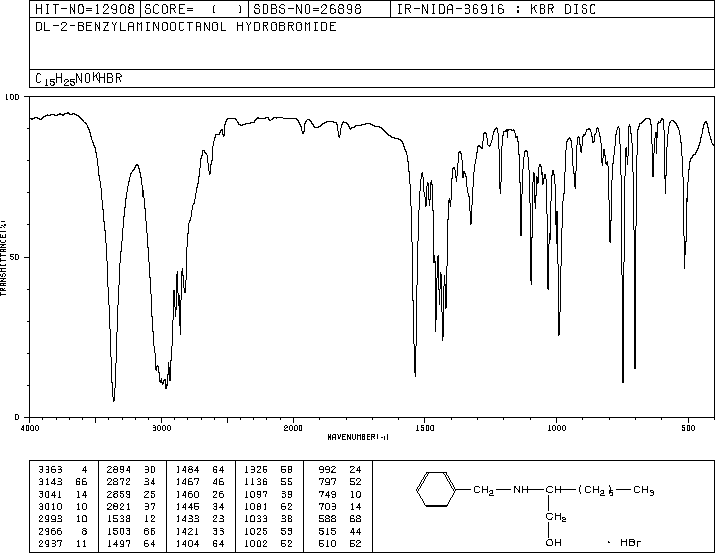 HIT-NO=12908 SCORE= ( ) SDBS-NO=26898 IR-NIDA-36916 : KBR DISC
DL-2-BENZYLAMINOOCTANOL HYDROBROMIDE
C15H25NO HBR
100
50
0
TRANSMITTANCE(%)
4000 3000 2000 1500 1000 500
WAVENUMBER(-1)
3363 4 2894 30 1484 64 1326 58 992 24
3143 66 2872 34 1467 46 1136 55 797 52
3041 14 2859 25 1460 26 1097 39 749 10
3010 10 2821 37 1445 34 1081 62 703 14
2993 10 1538 12 1433 23 1033 38 588 68
2966 8 1503 66 1421 33 1025 53 515 44
2937 11 1497 64 1404 64 1002 62 510 62
CH2 NH CH (CH2)5 CH3
CH2
OH · HBr